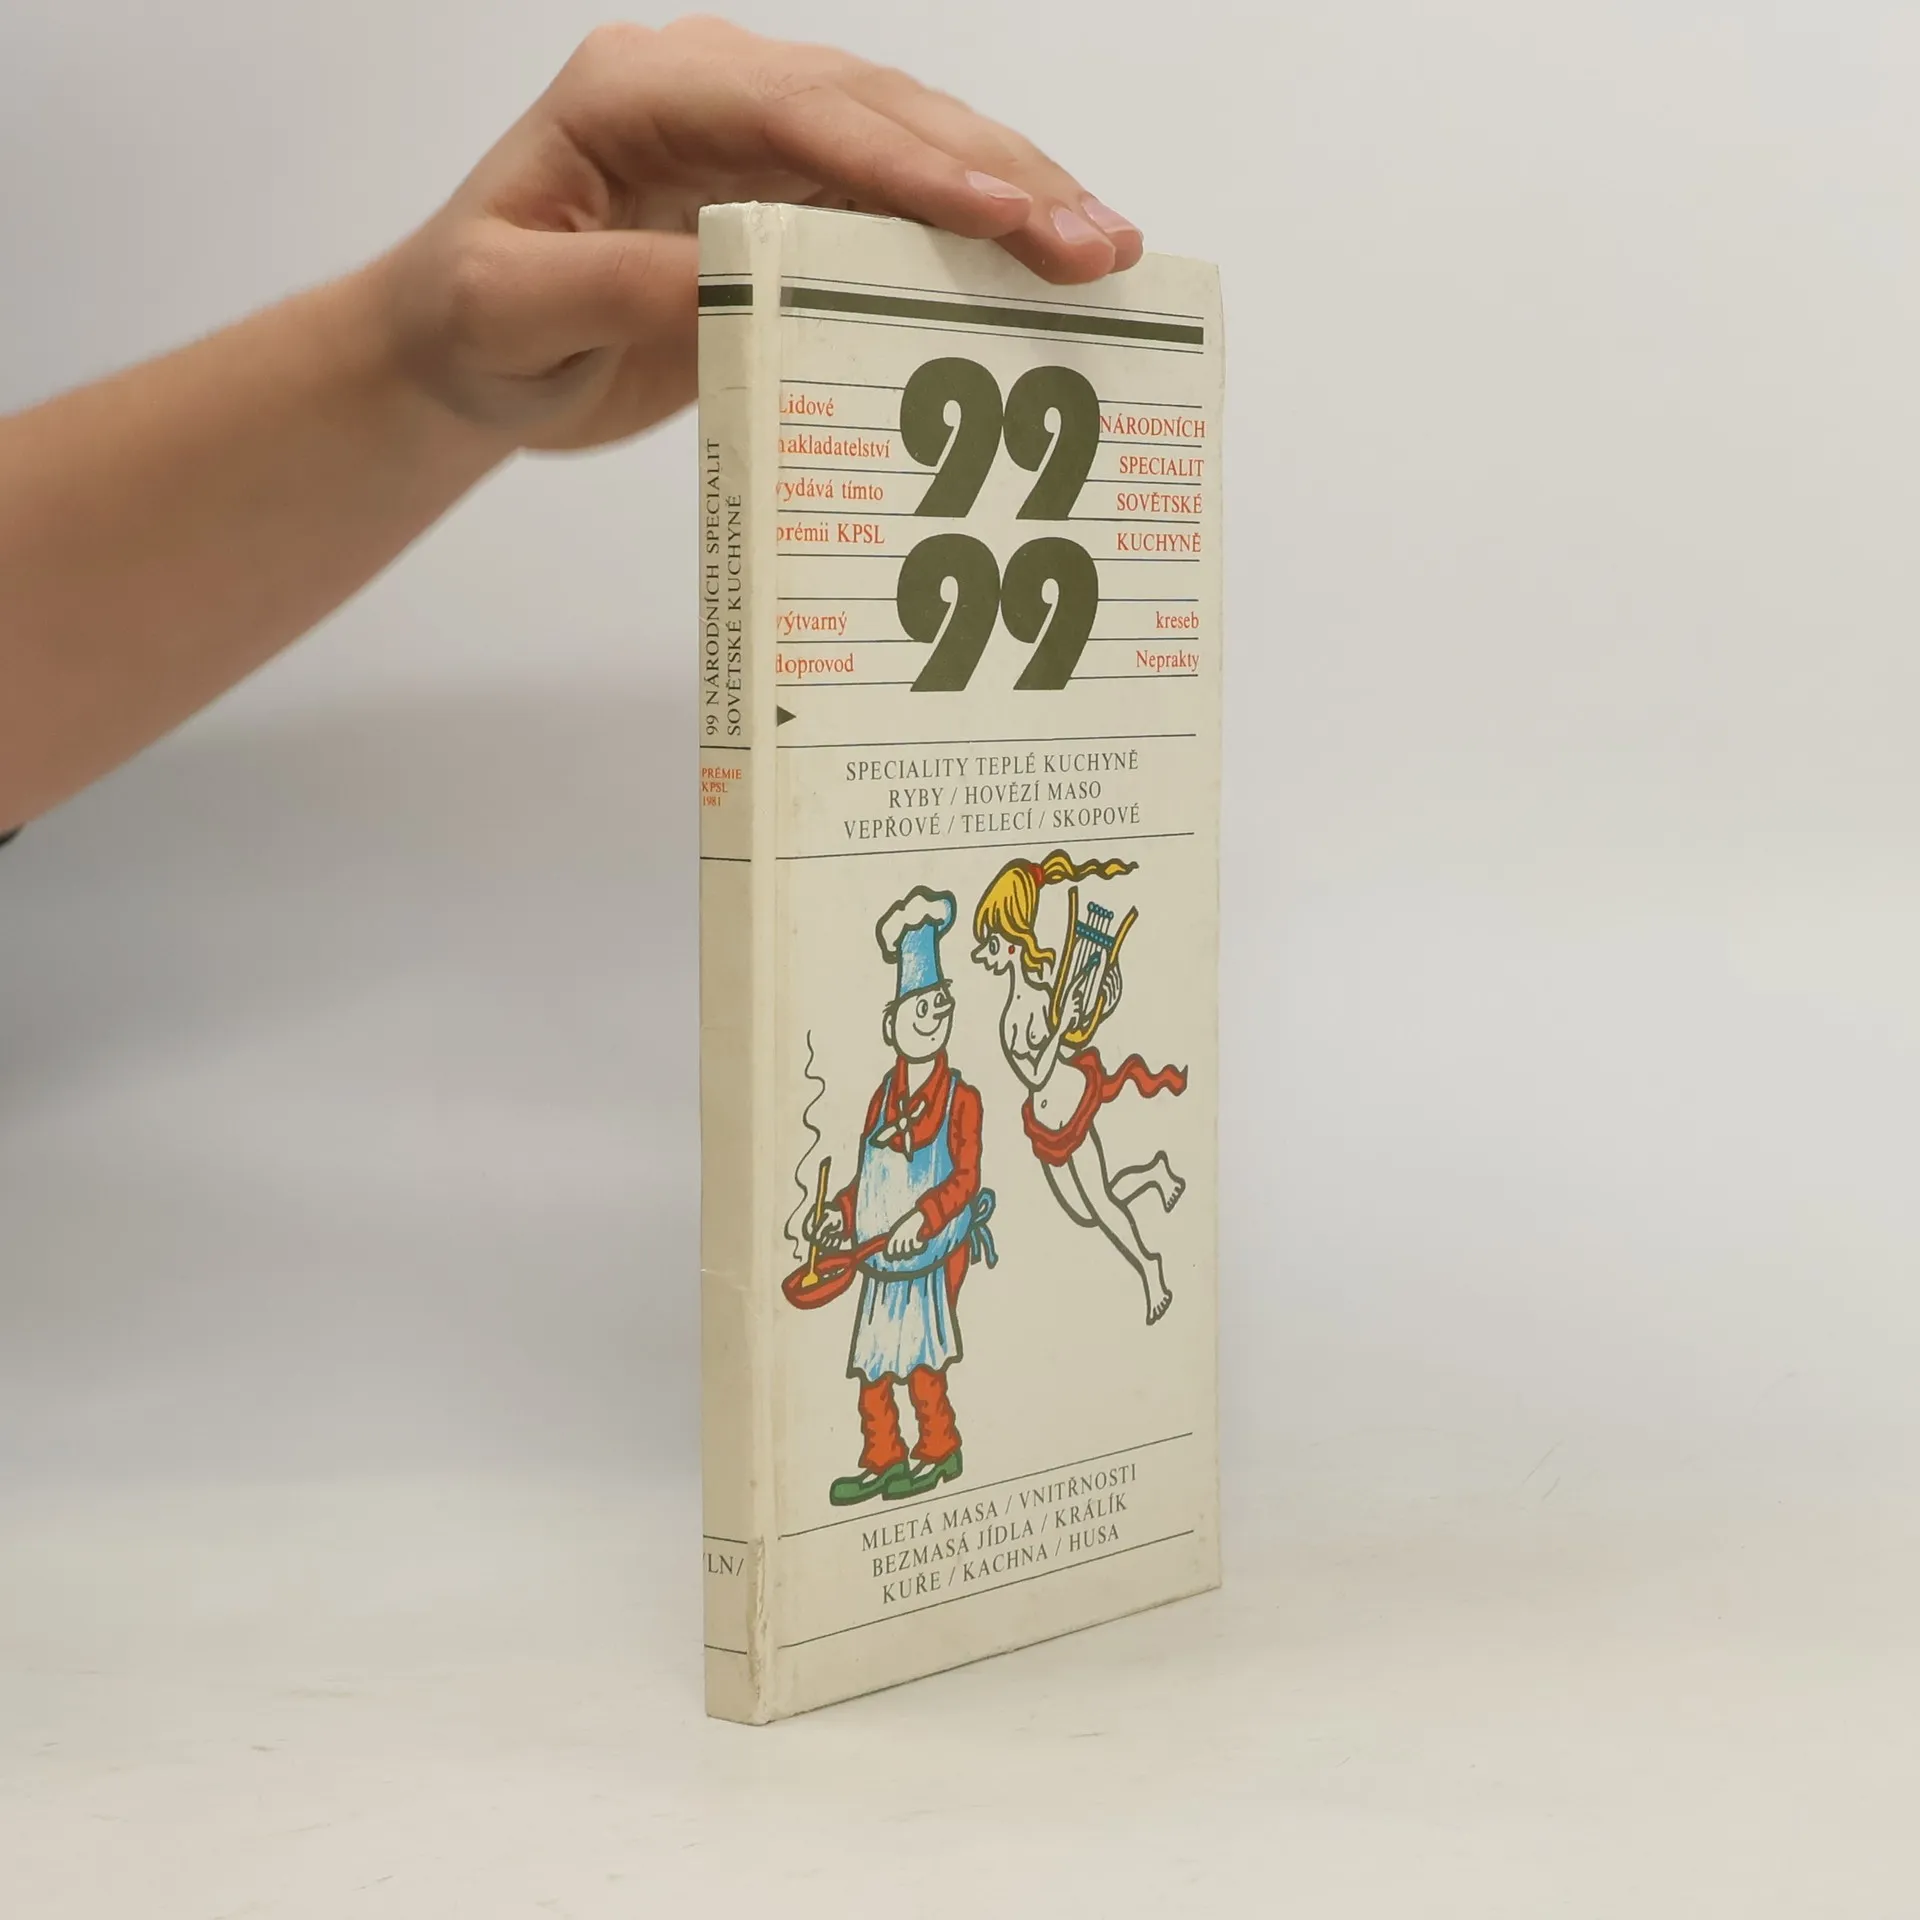 99 NÁRODNÍCH SPECIALIT
SOVĚTSKÉ KUCHYNĚ
PRÉMIE
KPSL
1981
/LN/
Lidové
nakladatelství
vydává tímto
prémii KPSL
99
NÁRODNÍCH
SPECIALIT
SOVĚTSKÉ
KUCHYNĚ
výtvarný
doprovod
99
kreseb
Neprakty
SPECIALITY TEPLÉ KUCHYNĚ
RYBY / HOVĚZÍ MASO
VEPŘOVÉ / TELECÍ / SKOPOVÉ
MLETÁ MASA / VNITŘNOSTI
BEZMASÁ JÍDLA / KRÁLÍK
KUŘE / KACHNA / HUSA